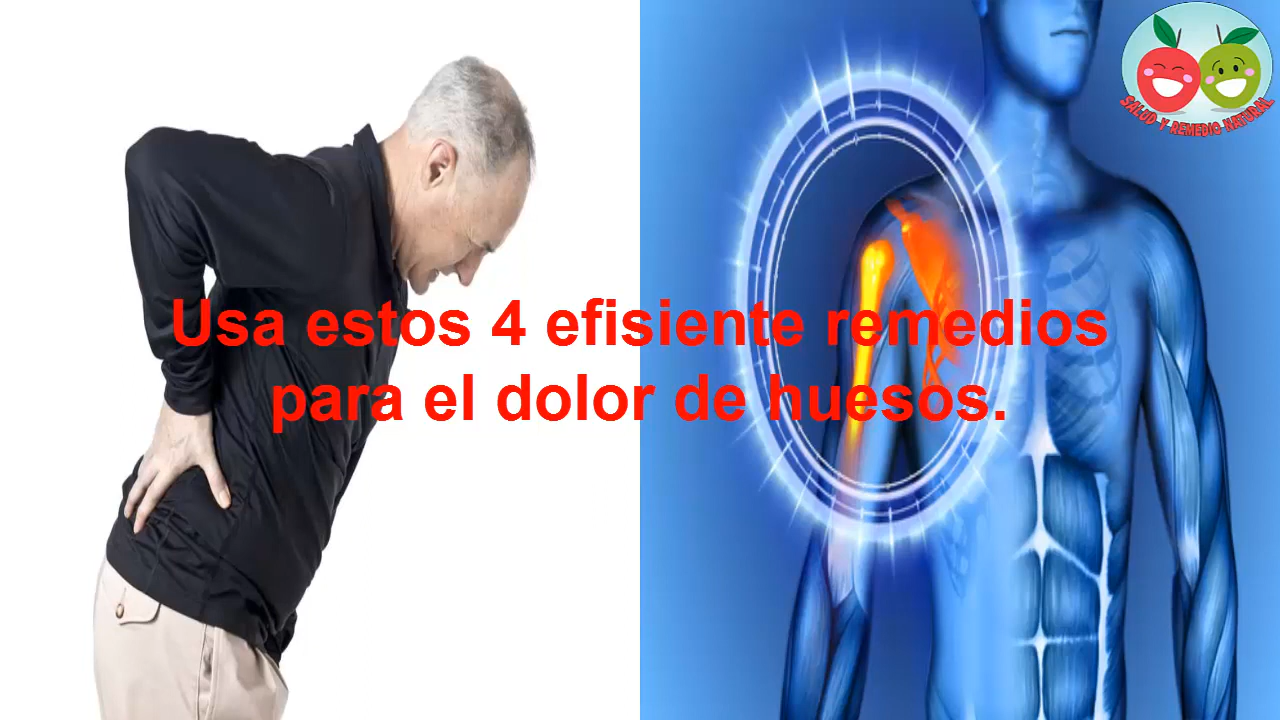 SALUD Y REMEDIO NATURAL
Usa estos 4 efisiente remedios
para el dolor de huesos.